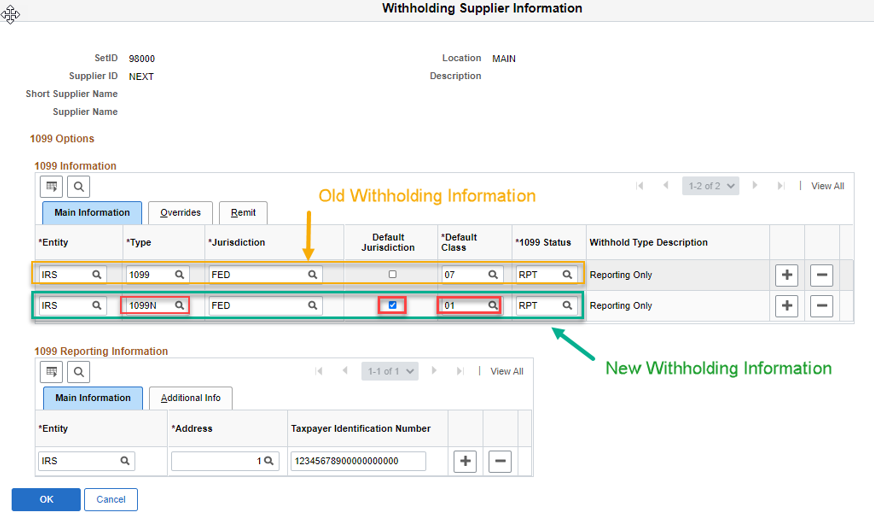 Withholding Supplier Information
SetID 98000 Location MAIN
Supplier ID NEXT Description
Short Supplier Name
Supplier Name
1099 Options
1099 Information
1-2 of 2 | View All
Old Withholding Information
Main Information Overrides Remit
*Entity *Type *Jurisdiction Default Jurisdiction *Default Class *1099 Status Withhold Type Description
IRS 1099 FED 07 RPT Reporting Only
IRS 1099N FED 01 RPT Reporting Only
New Withholding Information
1099 Reporting Information
1-1 of 1 | View All
Main Information Additional Info
*Entity *Address Taxpayer Identification Number
IRS 1 12345678900000000000
OK Cancel